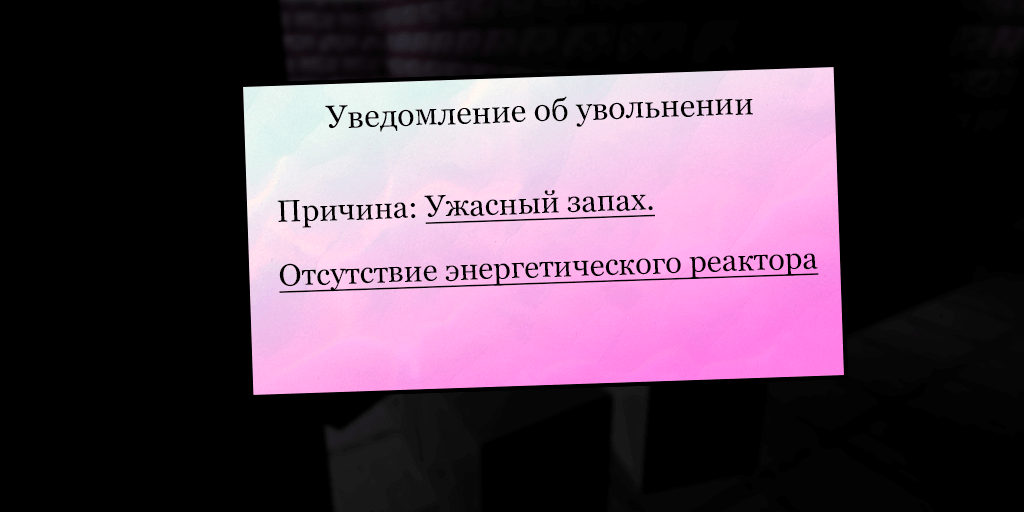 Уведомление об увольнении
Причина: Ужасный запах.
Отсутствие энергетического реактора